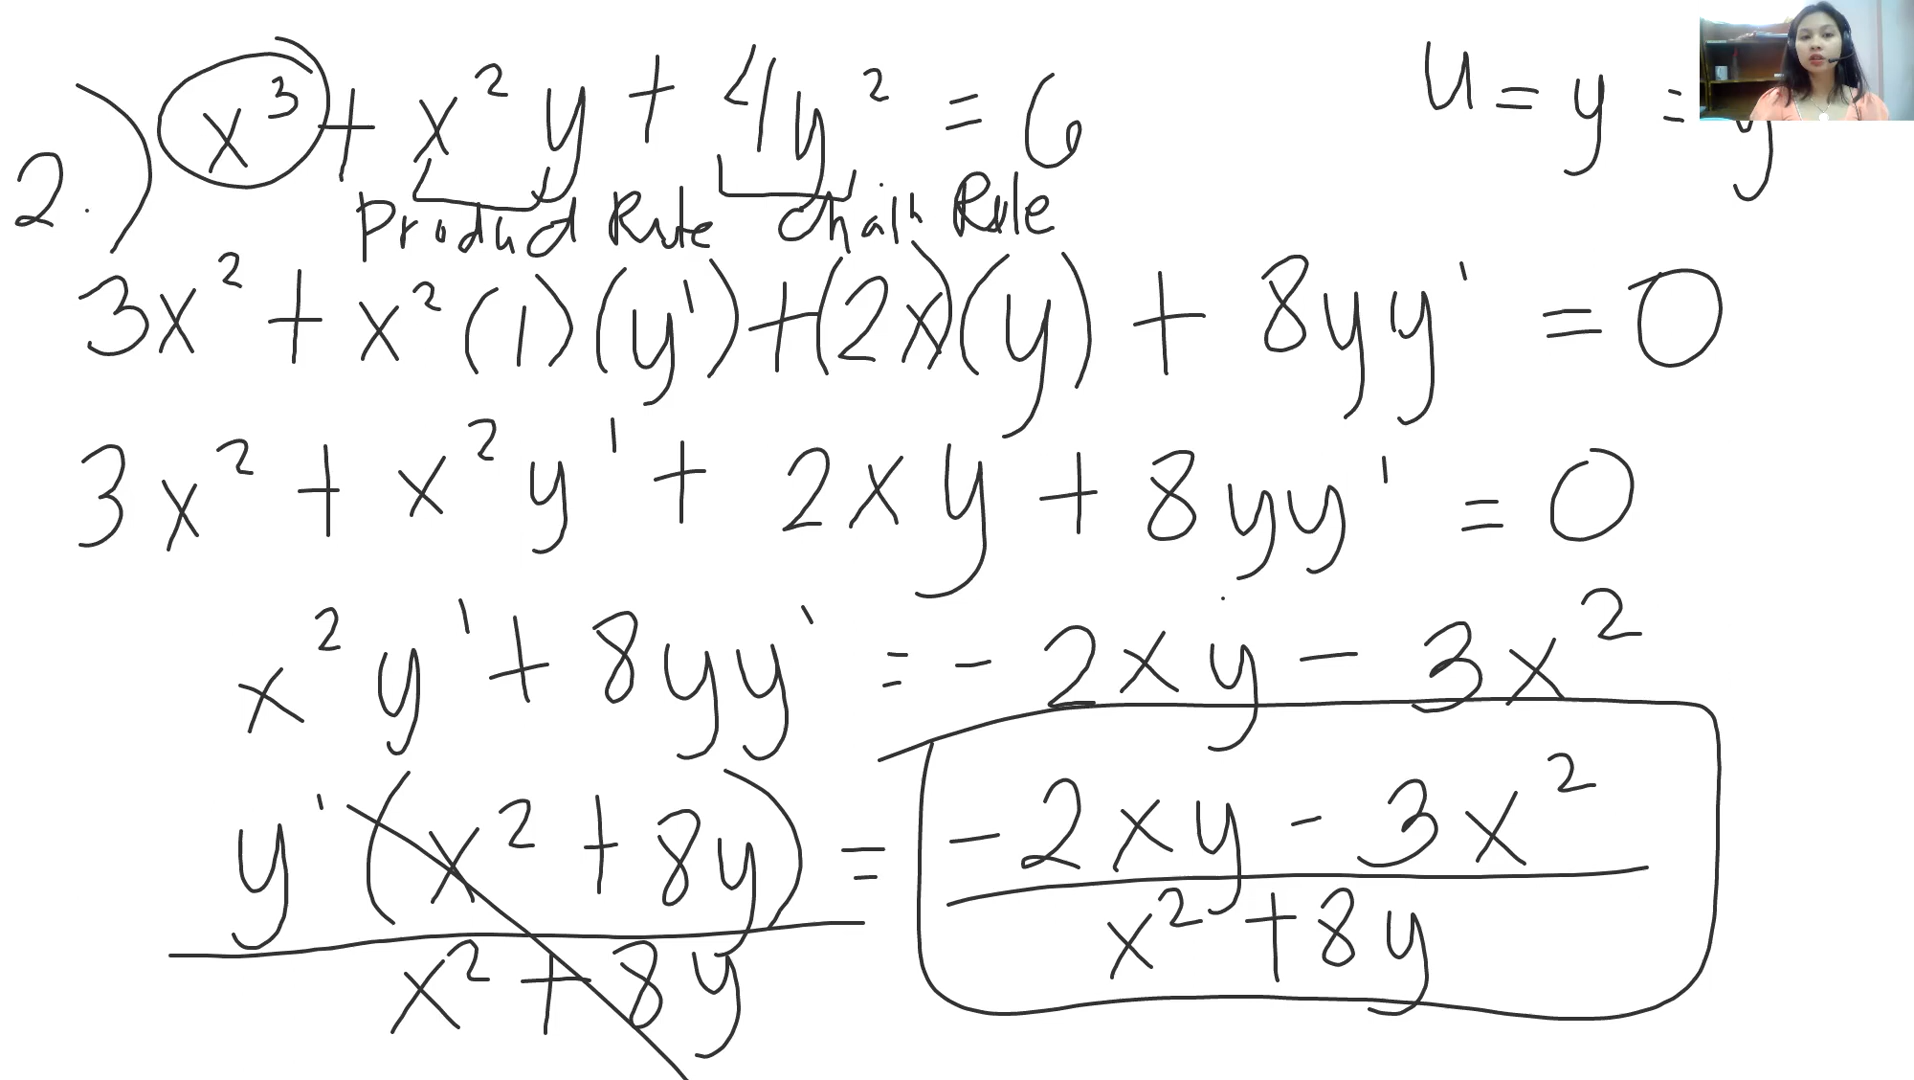 2.) x³ + x²y + 4y² = 6
u = y = y
Product Rule Chain Rule
3x² + x²(1)(y') + (2x)(y) + 8yy' = 0
3x² + x²y' + 2xy + 8yy' = 0
x²y' + 8yy' = -2xy - 3x²
y'(x² + 8y) = -2xy - 3x²
x² + 8y x² + 8y